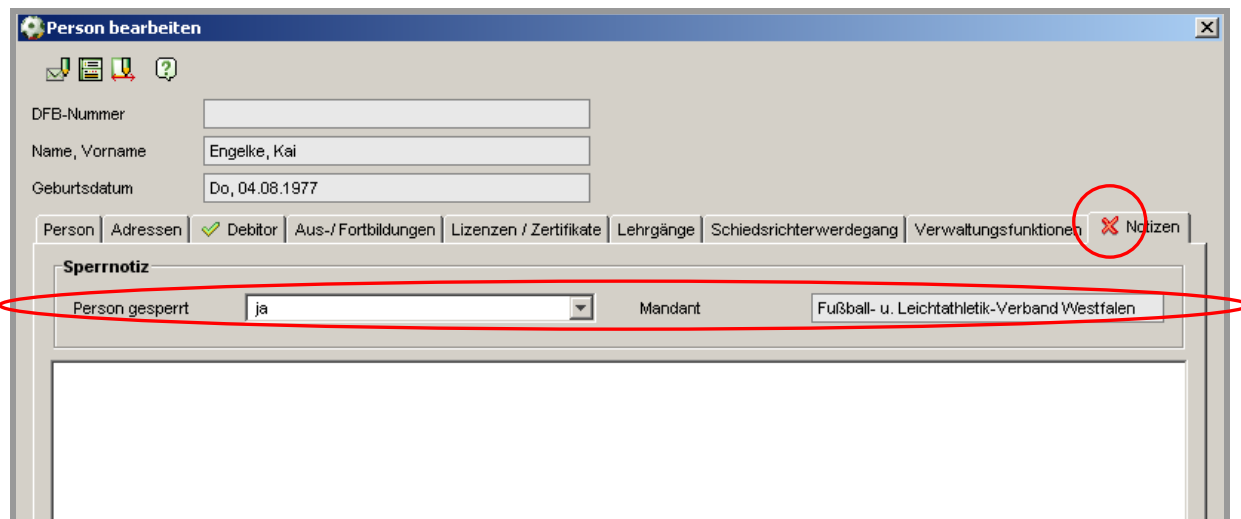 Person bearbeiten
DFB-Nummer
Name, Vorname Engelke, Kai
Geburtsdatum Do, 04.08.1977
Person Adressen Debitor Aus-/ Fortbildungen Lizenzen / Zertifikate Lehrgänge Schiedsrichterwerdegang Verwaltungsfunktionen Notizen
Sperrnotiz
Person gesperrt ja Mandant Fußball- u. Leichtathletik-Verband Westfalen